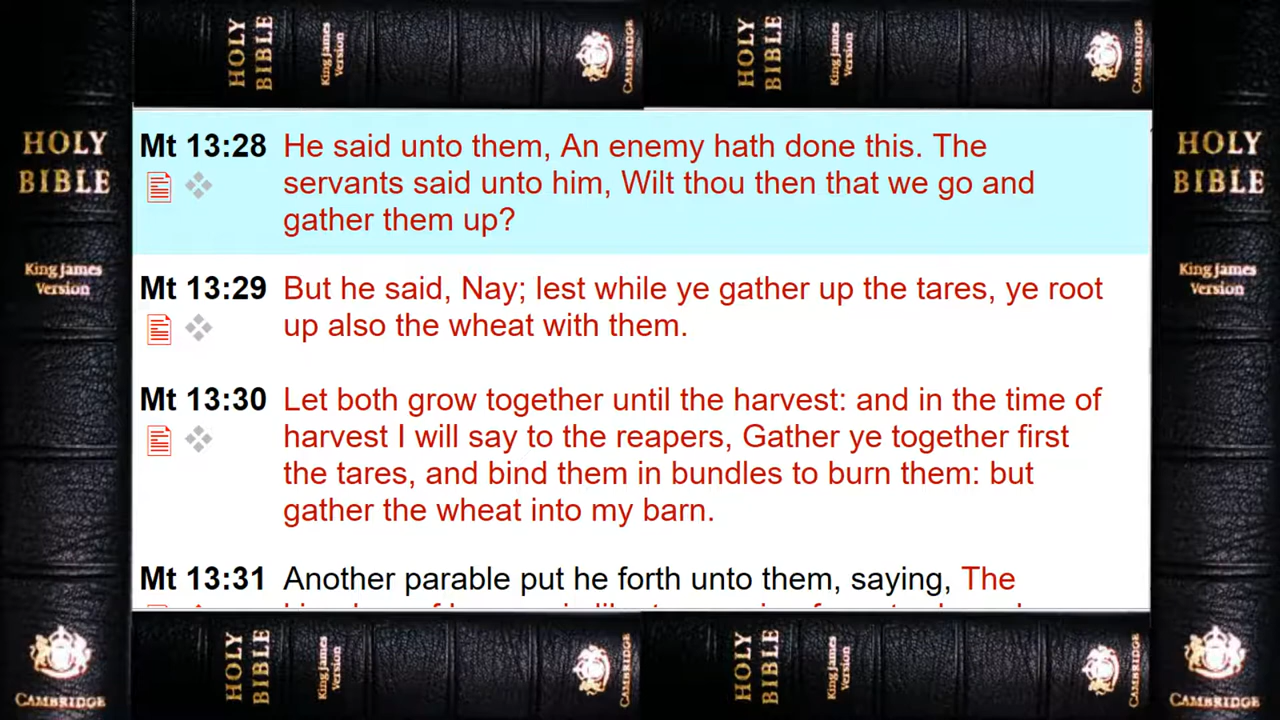 HOLY BIBLE
King James Version
CAMBRIDGE
HOLY BIBLE
King James Version
CAMBRIDGE
HOLY
BIBLE
King James
Version
CAMBRIDGE
Mt 13:28 He said unto them, An enemy hath done this. The
servants said unto him, Wilt thou then that we go and
gather them up?
Mt 13:29 But he said, Nay; lest while ye gather up the tares, ye root
up also the wheat with them.
Mt 13:30 Let both grow together until the harvest: and in the time of
harvest I will say to the reapers, Gather ye together first
the tares, and bind them in bundles to burn them: but
gather the wheat into my barn.
Mt 13:31 Another parable put he forth unto them, saying, The
HOLY
BIBLE
King James
Version
CAMBRIDGE
HOLY BIBLE
King James Version
CAMBRIDGE
HOLY BIBLE
King James Version
CAMBRIDGE